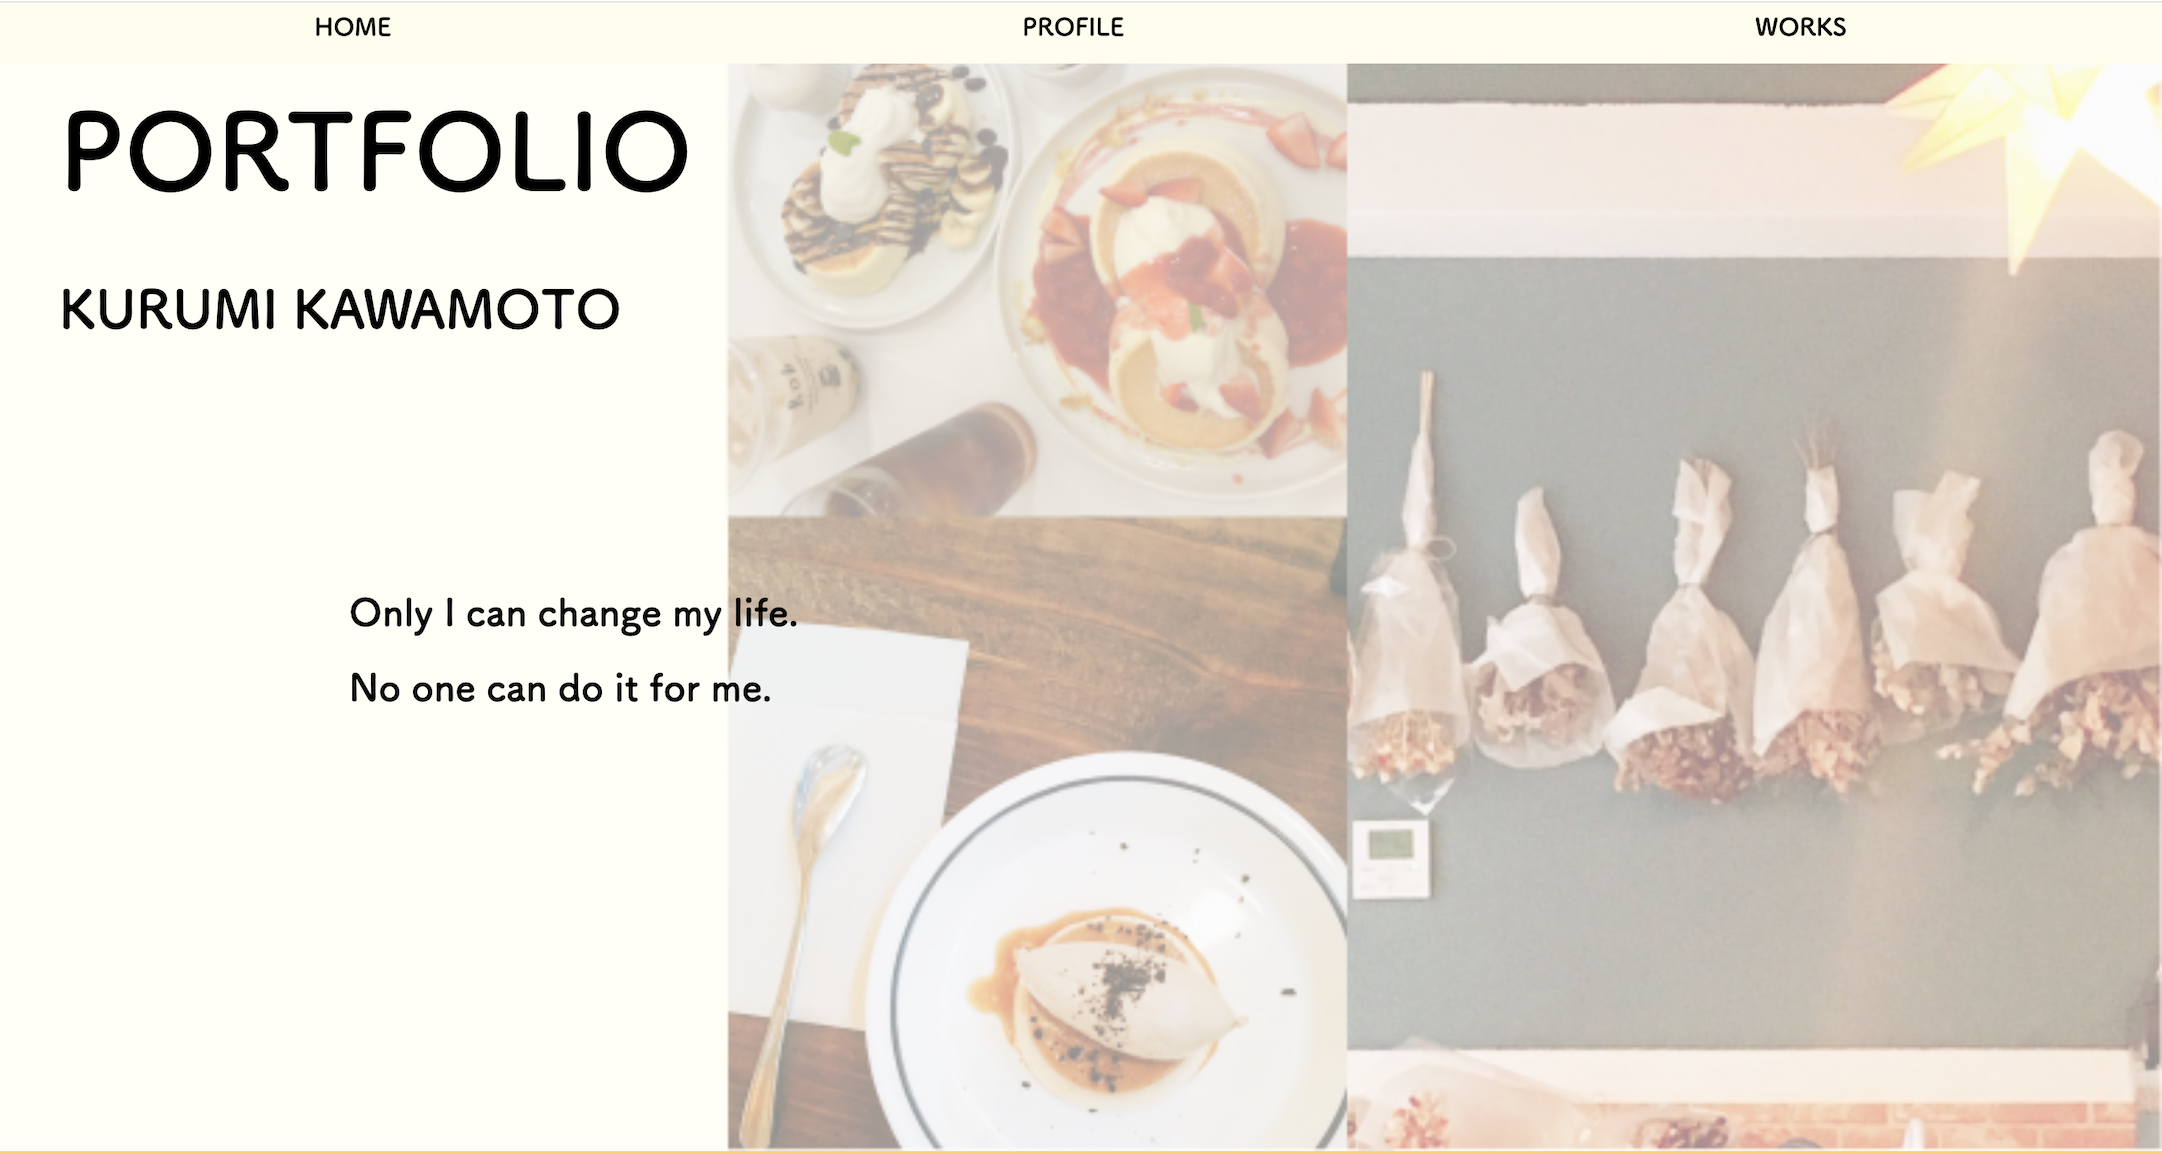 HOME
PROFILE
WORKS
PORTFOLIO
KURUMI KAWAMOTO
Only I can change my life.
No one can do it for me.